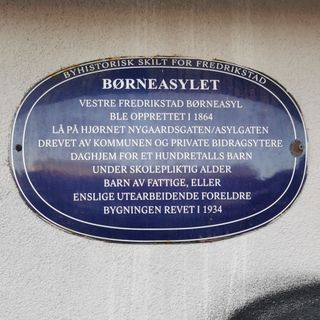 BYHISTORISK SKILT FOR FREDRIKSTAD
BØRNEASYLET
VESTRE FREDRIKSTAD BØRNEASYL
BLE OPPRETTET I 1864
LÅ PÅ HJØRNET NYGAARDSGATEN/ASYLGATEN
DREVET AV KOMMUNEN OG PRIVATE BIDRAGSYTERE
DAGHJEM FOR ET HUNDRETALLS BARN
UNDER SKOLEPLIKTIG ALDER
BARN AV FATTIGE, ELLER
ENSLIGE UTEARBEIDENDE FORELDRE
BYGNINGEN REVET I 1934